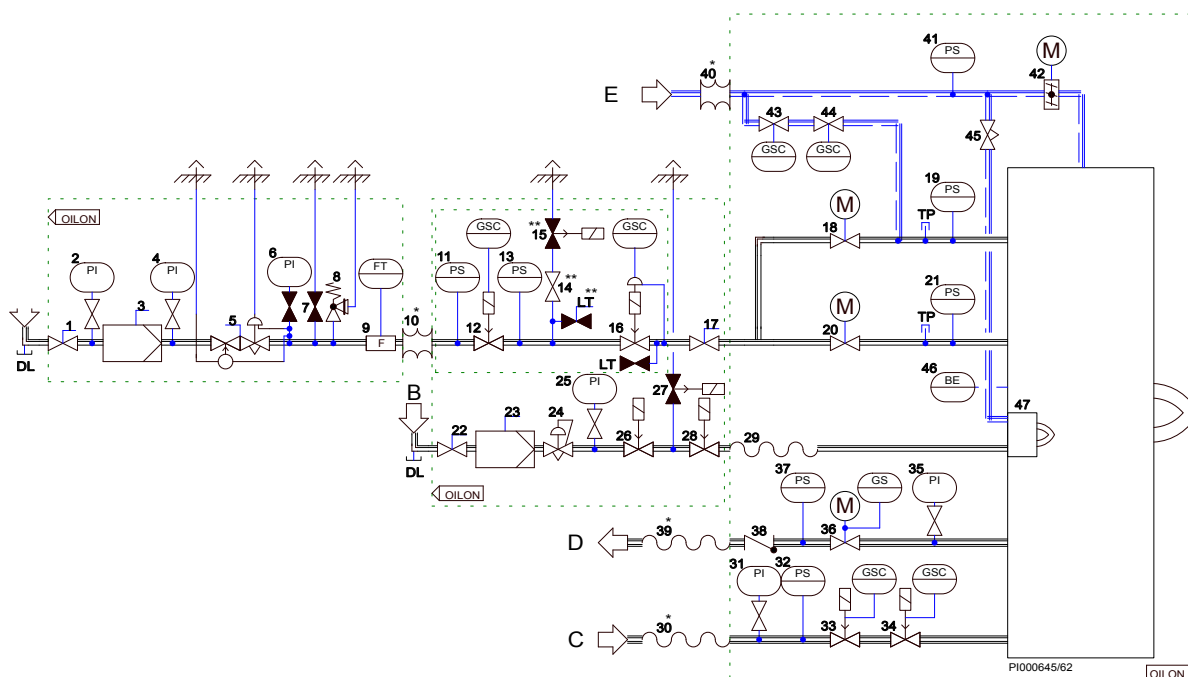 E
*
40
41
PS
M
42
43
44
GSC
GSC
45
OILON
2
PI
4
PI
6
PI
8
FT
11
PS
GSC
13
PS
**
15
**
14
**
LT
GSC
M
18
TP
19
PS
1
3
5
7
9
F
*
10
12
16
17
LT
M
20
TP
21
PS
DL
46
BE
B
25
PI
27
47
22
23
24
26
28
29
DL
OILON
37
PS
GS
35
PI
M
D
*
39
38
36
31
PI
32
PS
GSC
GSC
C
*
30
33
34
PI000645/62
OILON